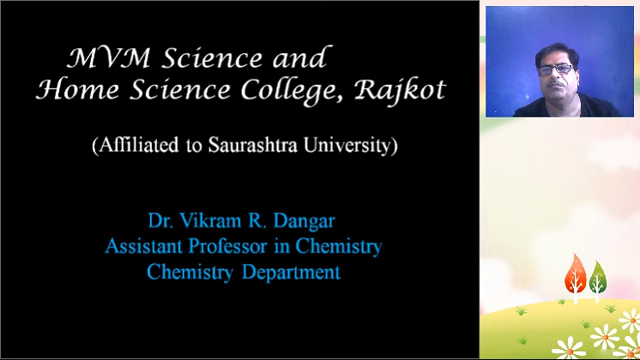 MVM Science and
Home Science College, Rajkot
(Affiliated to Saurashtra University)
Dr. Vikram R. Dangar
Assistant Professor in Chemistry
Chemistry Department